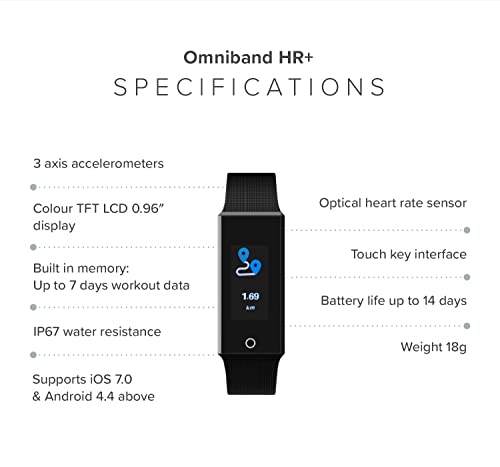 Omniband HR+
SPECIFICATIONS
3 axis accelerometers
Colour TFT LCD 0.96”
display
Built in memory:
Up to 7 days workout data
IP67 water resistance
Supports iOS 7.0
& Android 4.4 above
1.69
km
Optical heart rate sensor
Touch key interface
Battery life up to 14 days
Weight 18g